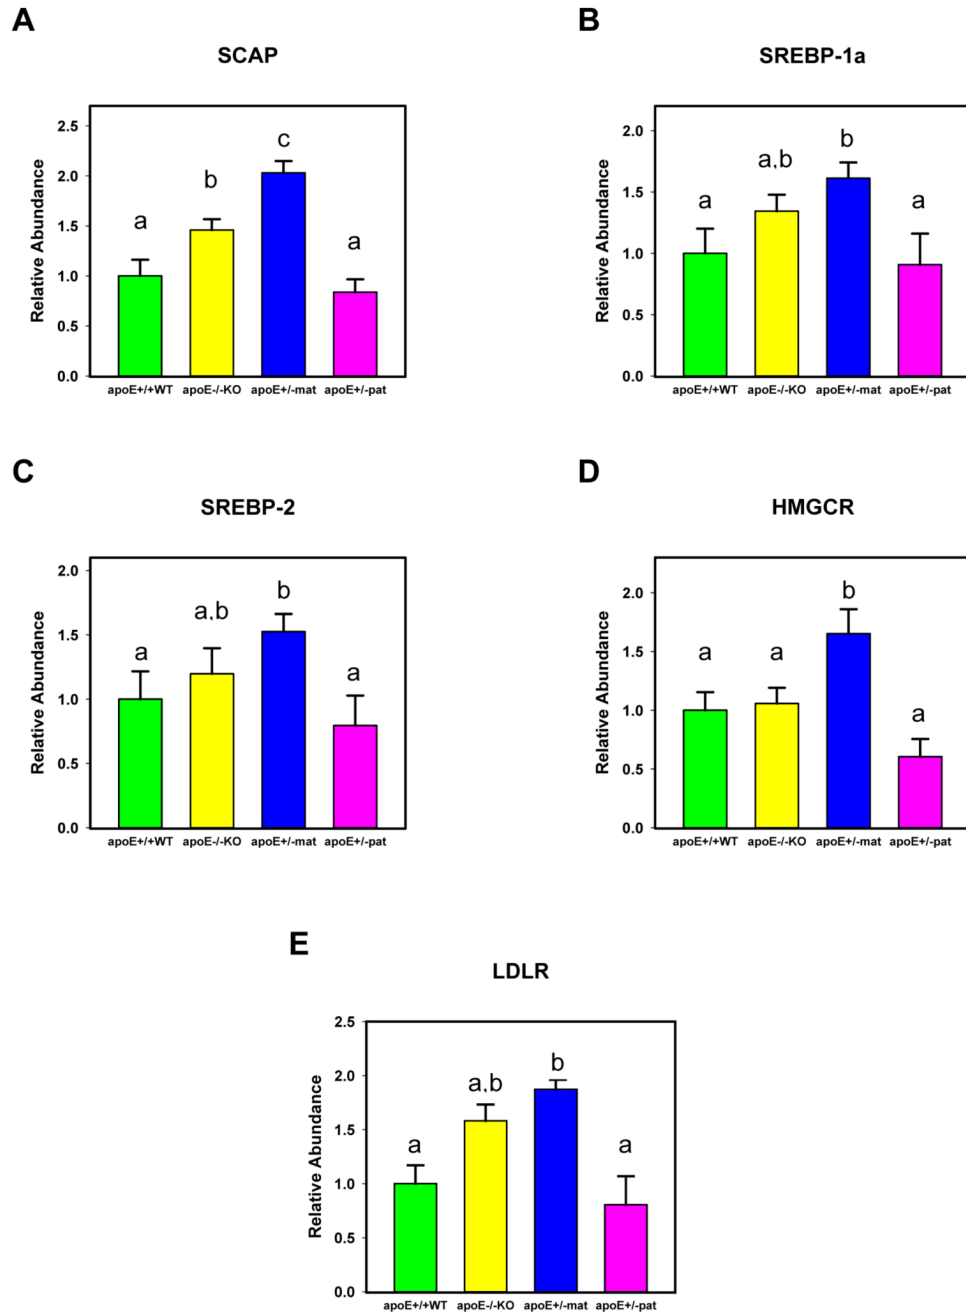 A
SCAP
Relative Abundance
2.5
2.0
1.5
1.0
0.5
0.0
a
b
c
a
apoE+/+WT apoE-/-KO apoE+/-mat apoE+/-pat
B
SREBP-1a
Relative Abundance
2.0
1.5
1.0
0.5
0.0
a
a,b
b
a
apoE+/+WT apoE-/-KO apoE+/-mat apoE+/-pat
C
SREBP-2
Relative Abundance
2.0
1.5
1.0
0.5
0.0
a
a,b
b
a
apoE+/+WT apoE-/-KO apoE+/-mat apoE+/-pat
D
HMGCR
Relative Abundance
2.0
1.5
1.0
0.5
0.0
a
a
b
a
apoE+/+WT apoE-/-KO apoE+/-mat apoE+/-pat
E
LDLR
Relative Abundance
2.5
2.0
1.5
1.0
0.5
0.0
a
a,b
b
a
apoE+/+WT apoE-/-KO apoE+/-mat apoE+/-pat